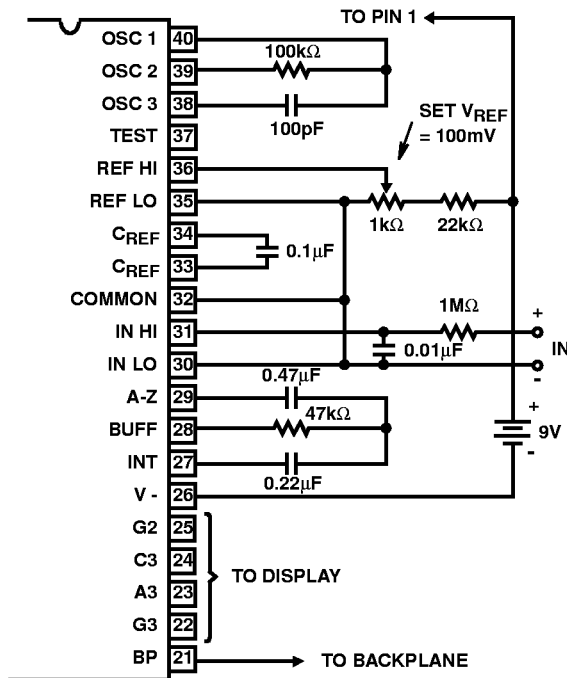 TO PIN 1
OSC 1 40
100kΩ
OSC 2 39
OSC 3 38
100pF
SET VREF
= 100mV
TEST 37
REF HI 36
REF LO 35
1kΩ 22kΩ
CREF 34
0.1µF
CREF 33
COMMON 32
1MΩ
IN HI 31
+
0.01µF
IN
IN LO 30
-
0.47µF
A-Z 29
47kΩ
+
BUFF 28
9V
-
INT 27
0.22µF
V - 26
G2 25
C3 24
TO DISPLAY
A3 23
G3 22
BP 21
TO BACKPLANE